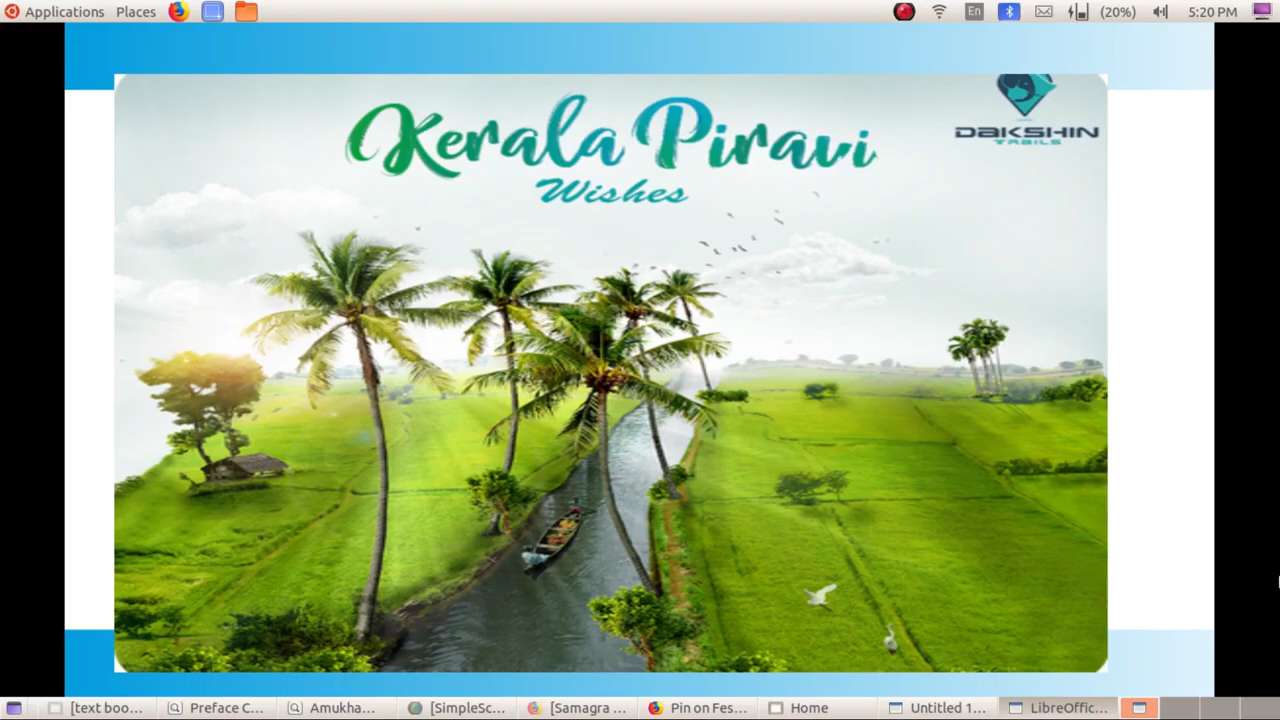 Applications Places
En
(20%)
5:20 PM
Kerala Piravi
Wishes
DAKSHIN
TRAILS
[text boo...
Preface C...
Amukha...
[SimpleSc...
[Samagra ...
Pin on Fes...
Home
Untitled 1...
LibreOffic...